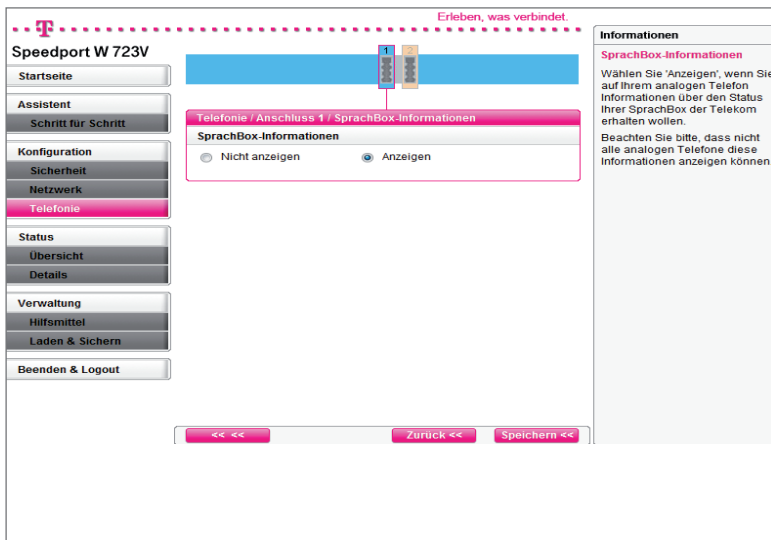 Erleben, was verbindet.
T
Speedport W 723V
Startseite
Assistent
Schritt für Schritt
Konfiguration
Sicherheit
Netzwerk
Telefonie
Status
Übersicht
Details
Verwaltung
Hilfsmittel
Laden & Sichern
Beenden & Logout
1 2
Telefonie / Anschluss 1 / SprachBox-Informationen
SprachBox-Informationen
Nicht anzeigen Anzeigen
<< << Zurück << Speichern <<
Informationen
SprachBox-Informationen
Wählen Sie 'Anzeigen', wenn Sie
auf Ihrem analogen Telefon
Informationen über den Status
Ihrer SprachBox der Telekom
erhalten wollen.
Beachten Sie bitte, dass nicht
alle analogen Telefone diese
Informationen anzeigen können